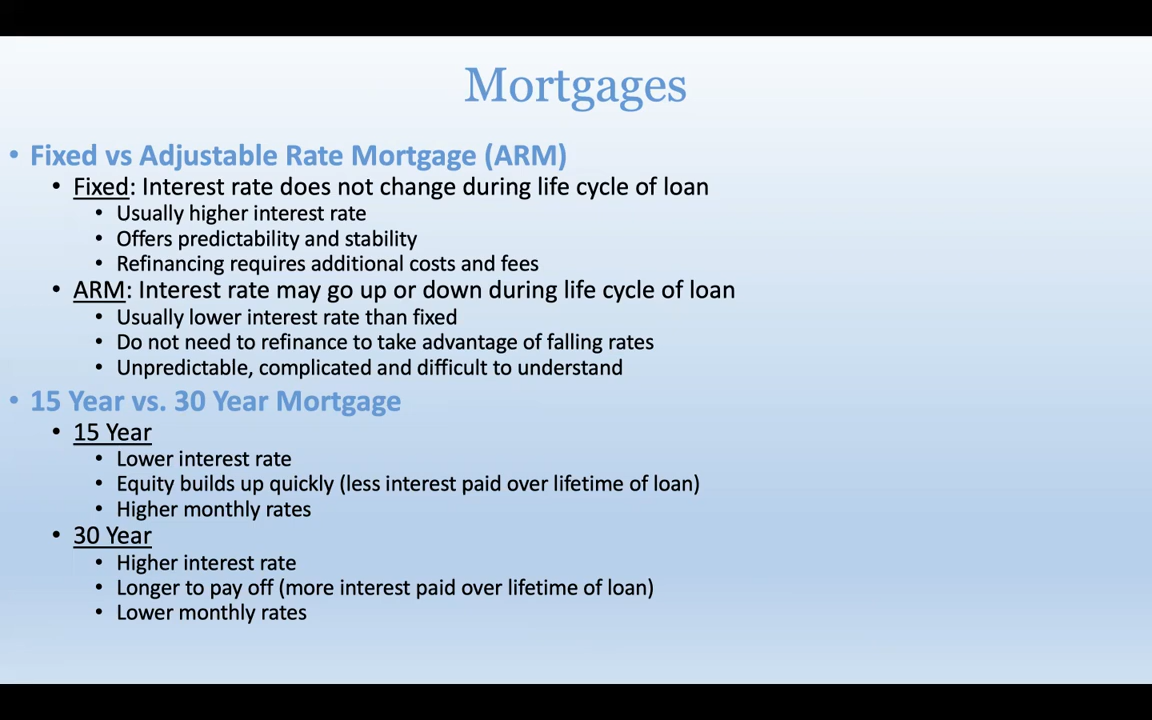 Mortgages
• Fixed vs Adjustable Rate Mortgage (ARM)
• Fixed: Interest rate does not change during life cycle of loan
• Usually higher interest rate
• Offers predictability and stability
• Refinancing requires additional costs and fees
• ARM: Interest rate may go up or down during life cycle of loan
• Usually lower interest rate than fixed
• Do not need to refinance to take advantage of falling rates
• Unpredictable, complicated and difficult to understand
• 15 Year vs. 30 Year Mortgage
• 15 Year
• Lower interest rate
• Equity builds up quickly (less interest paid over lifetime of loan)
• Higher monthly rates
• 30 Year
• Higher interest rate
• Longer to pay off (more interest paid over lifetime of loan)
• Lower monthly rates